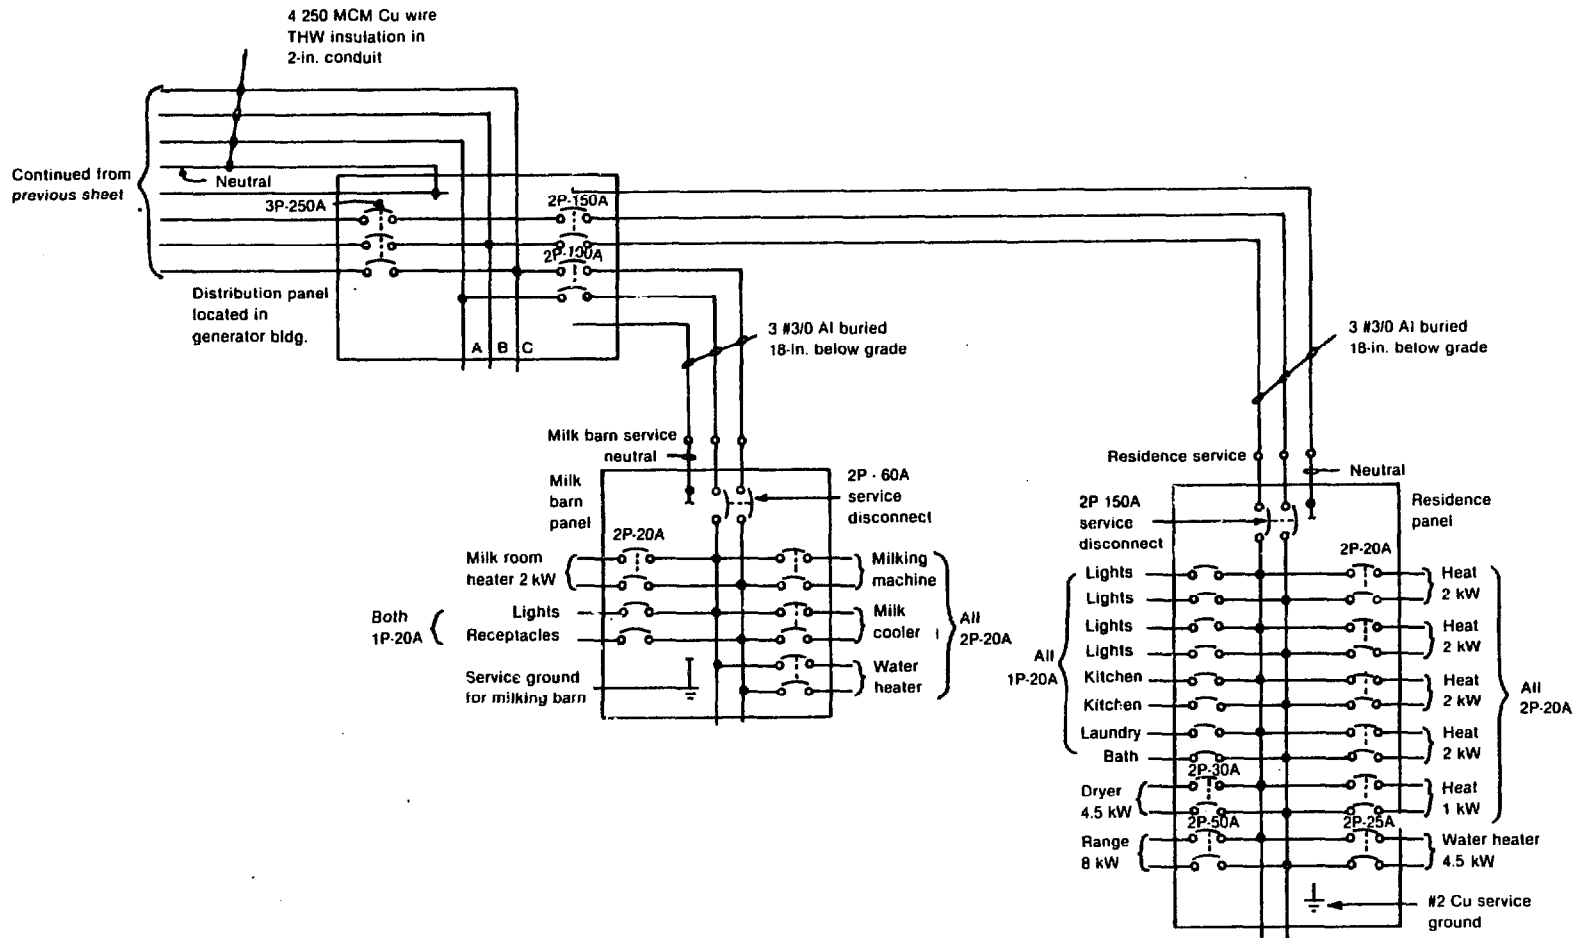 4 250 MCM Cu wire
THW insulation in
2-in. conduit
Continued from
previous sheet
Neutral
3P-250A
2P-150A
2P-100A
Distribution panel
located in
generator bldg.
A B C
3 #3/0 Al buried
18-in. below grade
3 #3/0 Al buried
18-in. below grade
Milk barn service
neutral
Milk
barn
panel
2P - 60A
service
disconnect
2P-20A
Milk room
heater 2 kW
Milking
machine
Both
1P-20A
Lights
Receptacles
Milk
cooler
All
2P-20A
Service ground
for milking barn
Water
heater
Residence service
Neutral
2P 150A
service
disconnect
Residence
panel
2P-20A
Lights
Lights
Lights
Lights
Kitchen
Kitchen
Laundry
Bath
All
1P-20A
Heat
2 kW
Heat
2 kW
Heat
2 kW
Heat
2 kW
Heat
1 kW
All
2P-20A
2P-30A
Dryer
4.5 kW
2P-50A
Range
8 kW
2P-25A
Water heater
4.5 kW
#2 Cu service
ground